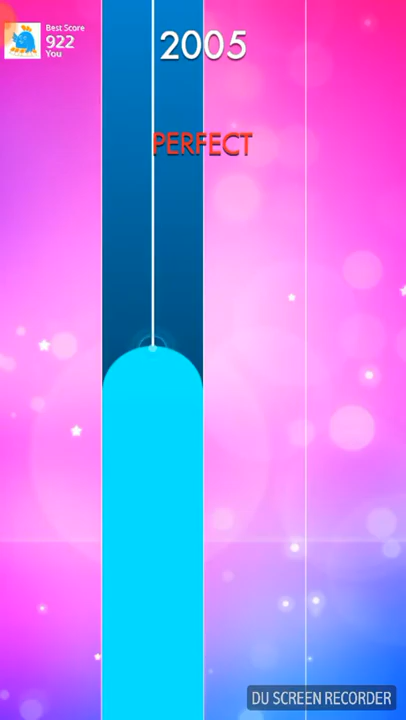 Best Score
922
You
2005
PERFECT
DU SCREEN RECORDER